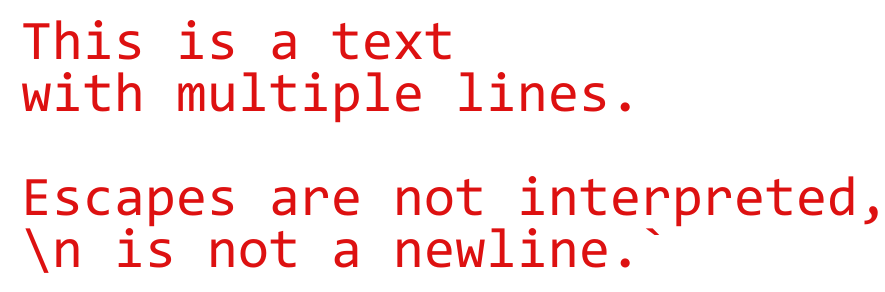 This is a text
with multiple lines.

Escapes are not interpreted,
\n is not a newline.`